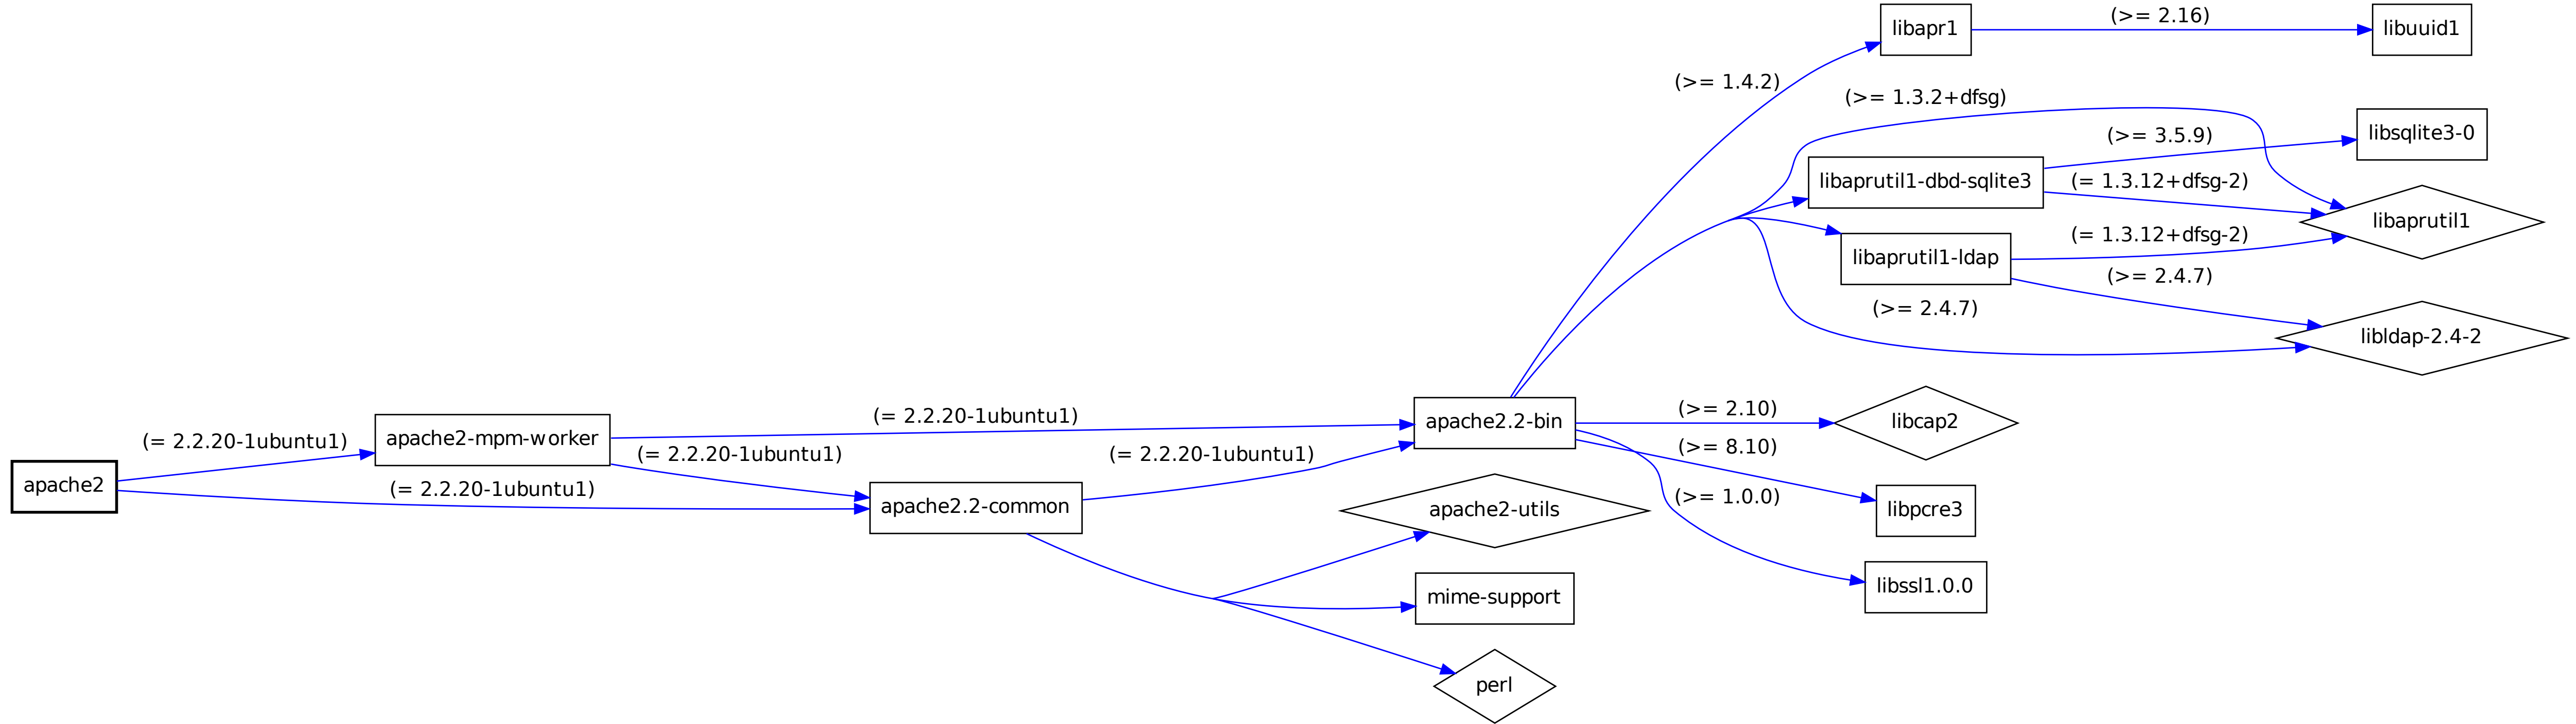 libapr1
(>= 2.16)
libuuid1
(>= 1.4.2)
(>= 1.3.2+dfsg)
libsqlite3-0
(>= 3.5.9)
libaprutil1-dbd-sqlite3
(= 1.3.12+dfsg-2)
libaprutil1
(= 1.3.12+dfsg-2)
libaprutil1-ldap
(>= 2.4.7)
(>= 2.4.7)
libldap-2.4-2
(= 2.2.20-1ubuntu1)
apache2-mpm-worker
(= 2.2.20-1ubuntu1)
apache2.2-bin
(>= 2.10)
libcap2
(= 2.2.20-1ubuntu1)
(= 2.2.20-1ubuntu1)
(>= 8.10)
apache2
(= 2.2.20-1ubuntu1)
apache2.2-common
apache2-utils
(>= 1.0.0)
libpcre3
mime-support
libssl1.0.0
perl